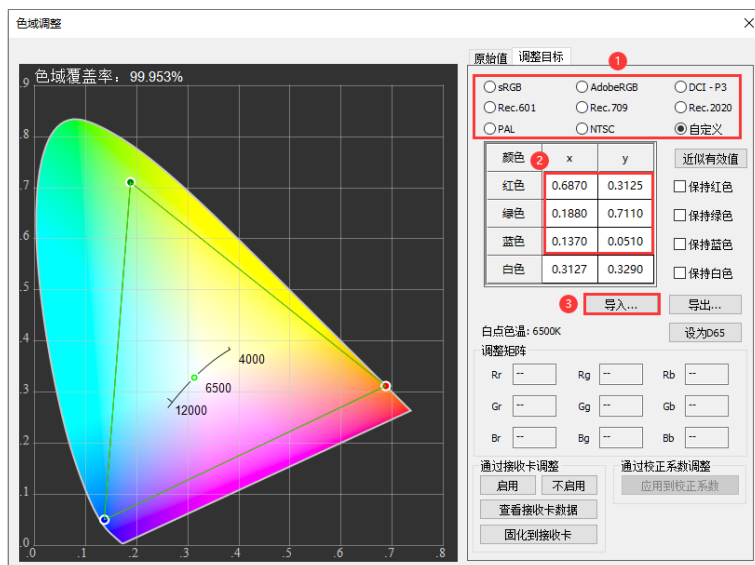 色域调整
×
原始值 调整目标
1
sRGB AdobeRGB DCI - P3
Rec.601 Rec.709 Rec.2020
PAL NTSC 自定义
2
颜色 x y 近似有效值
红色 0.6870 0.3125 保持红色
绿色 0.1880 0.7110 保持绿色
蓝色 0.1370 0.0510 保持蓝色
白色 0.3127 0.3290 保持白色
3 导入... 导出...
白点色温: 6500K 设为D65
调整矩阵
Rr -- Rg -- Rb --
Gr -- Gg -- Gb --
Br -- Bg -- Bb --
通过接收卡调整 通过校正系数调整
启用 不启用 应用到校正系数
查看接收卡数据
固化到接收卡
色域覆盖率：99.953%
.9
.8
.7
.6
.5
.4
.3
.2
.1
.0
.0 .1 .2 .3 .4 .5 .6 .7 .8
4000
6500
12000